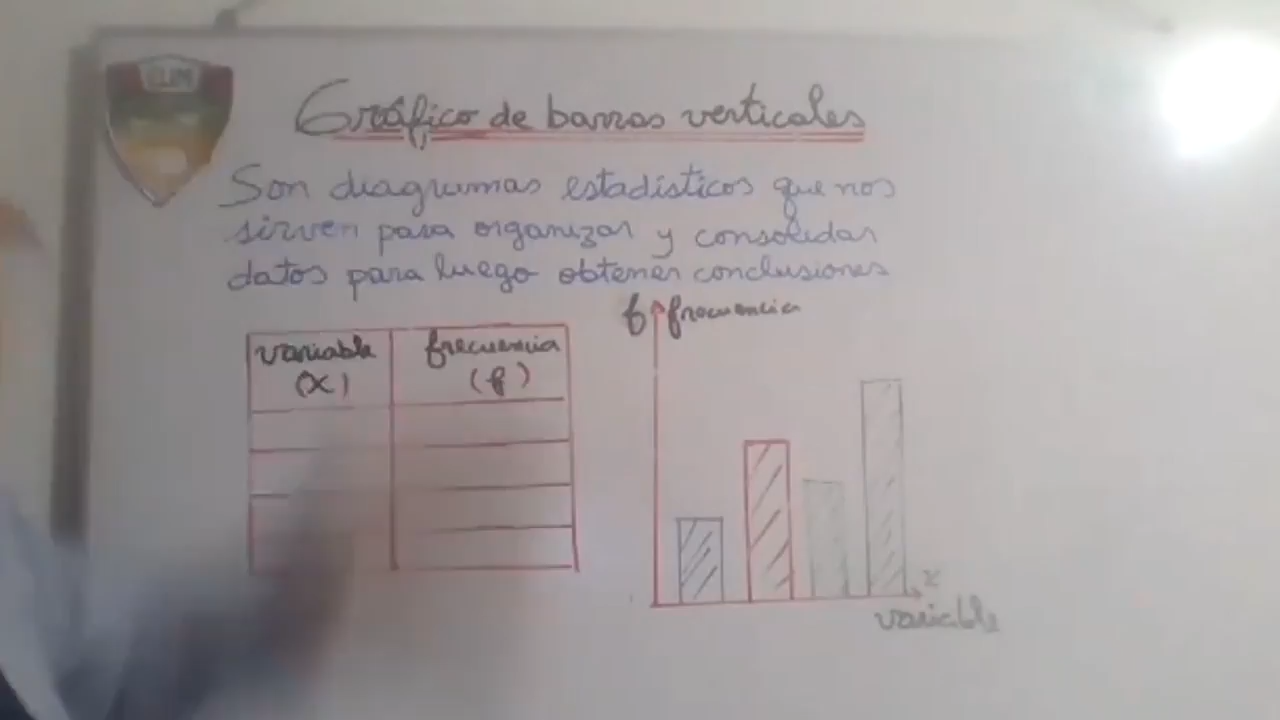 Gráfico de barras verticales
Son diagramas estadísticos que nos
sirven para organizar y consolidar
datos para luego obtener conclusiones
variable
(x)
frecuencia
(f)
f
frecuencia
x
variable